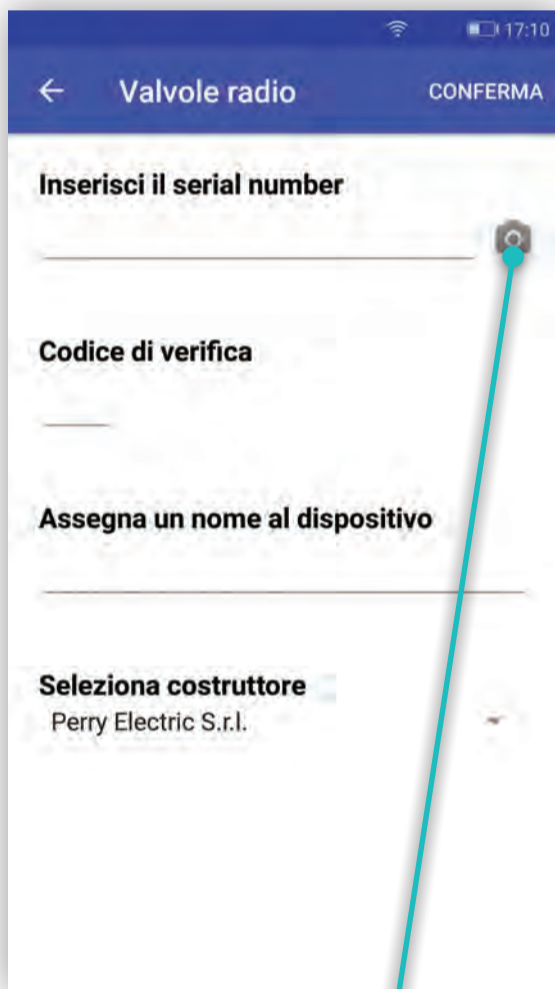 17:10
Valvole radio
CONFERMA
Inserisci il serial number
Codice di verifica
Assegna un nome al dispositivo
Seleziona costruttore
Perry Electric S.r.l.